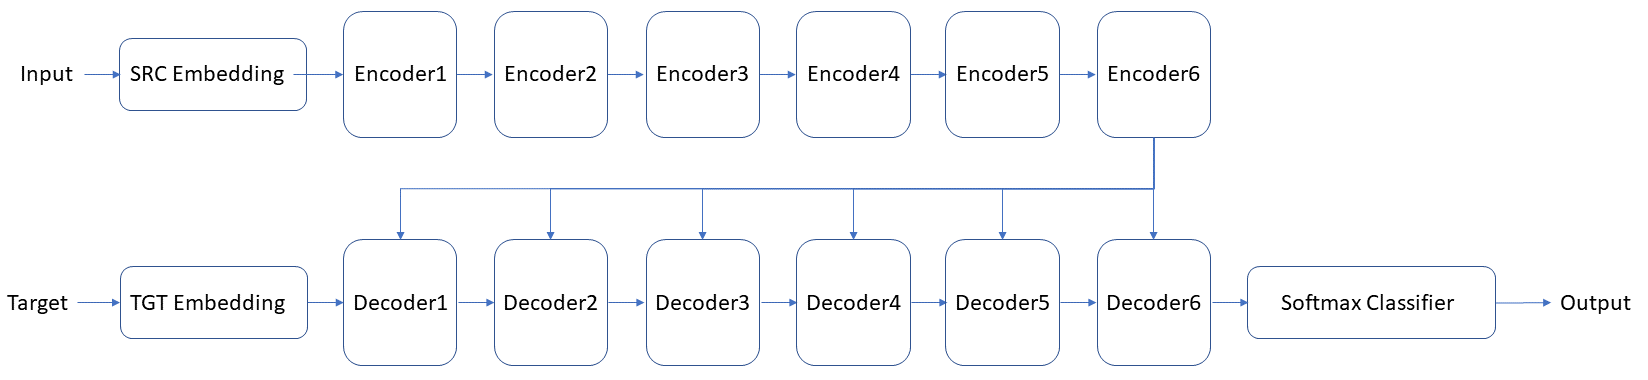 Input
SRC Embedding
Encoder1
Encoder2
Encoder3
Encoder4
Encoder5
Encoder6
Target
TGT Embedding
Decoder1
Decoder2
Decoder3
Decoder4
Decoder5
Decoder6
Softmax Classifier
Output